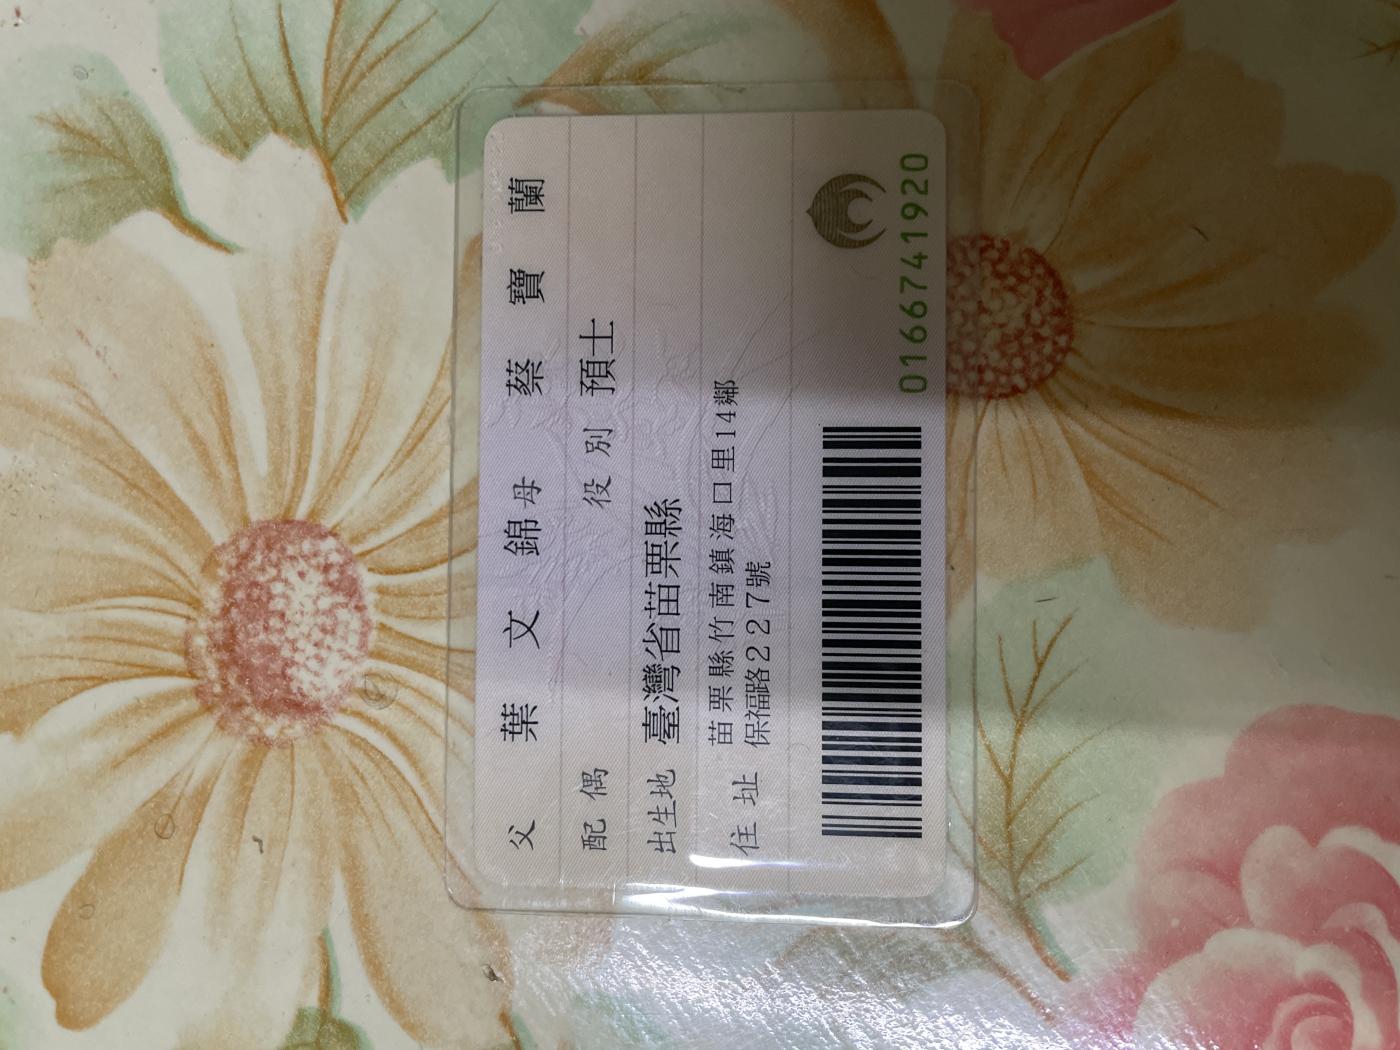 父 葉文錦 母 蔡寶蘭
配偶 役別 預士
出生地 臺灣省苗栗縣
住址 苗栗縣竹南鎮海口里14鄰
保福路227號
0166741920